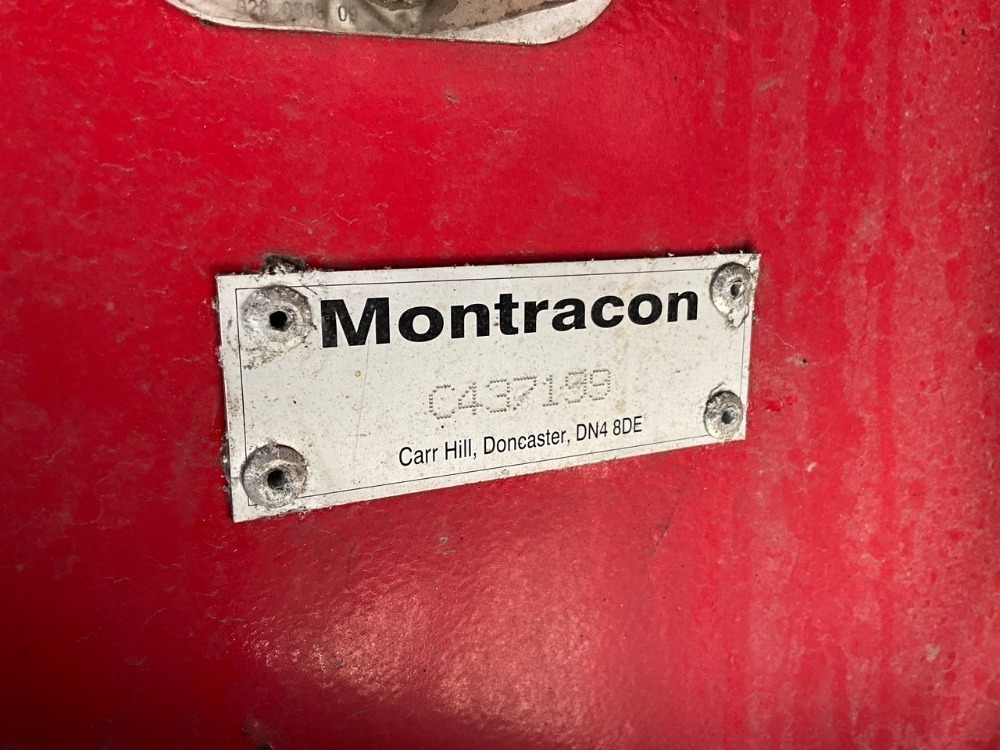 Montracon
C437199
Carr Hill, Doncaster, DN4 8DE